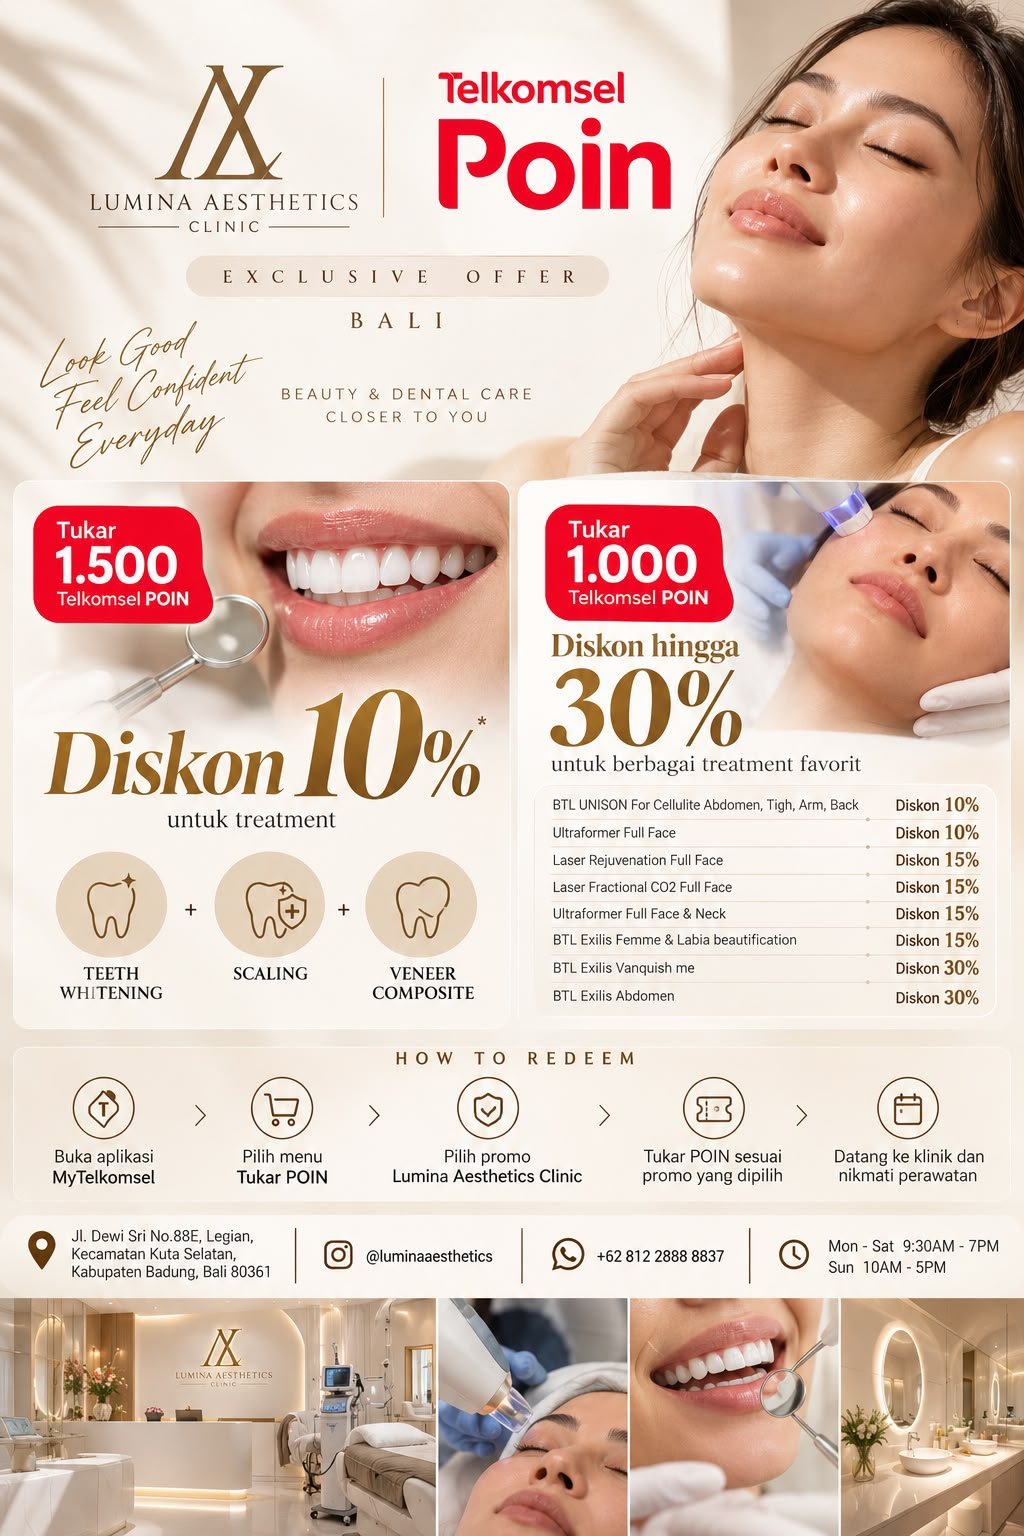 LUMINA AESTHETICS
CLINIC
Telkomsel
Poin
EXCLUSIVE OFFER
BALI
Look Good
Feel Confident
Everyday
BEAUTY & DENTAL CARE
CLOSER TO YOU
Tukar
1.500
Telkomsel POIN
Diskon 10%*
untuk treatment
TEETH
WHITENING
+
SCALING
+
VENEER
COMPOSITE
Tukar
1.000
Telkomsel POIN
Diskon hingga
30%
untuk berbagai treatment favorit
BTL UNISON For Cellulite Abdomen, Tigh, Arm, Back Diskon 10%
Ultraformer Full Face Diskon 10%
Laser Rejuvenation Full Face Diskon 15%
Laser Fractional CO2 Full Face Diskon 15%
Ultraformer Full Face & Neck Diskon 15%
BTL Exilis Femme & Labia beautification Diskon 15%
BTL Exilis Vanquish me Diskon 30%
BTL Exilis Abdomen Diskon 30%
HOW TO REDEEM
T
Buka aplikasi
MyTelkomsel
Pilih menu
Tukar POIN
Pilih promo
Lumina Aesthetics Clinic
Tukar POIN sesuai
promo yang dipilih
Datang ke klinik dan
nikmati perawatan
Jl. Dewi Sri No.88E, Legian,
Kecamatan Kuta Selatan,
Kabupaten Badung, Bali 80361
@luminaaesthetics
+62 812 2888 8837
Mon - Sat 9:30AM - 7PM
Sun 10AM - 5PM
LUMINA AESTHETICS
CLINIC